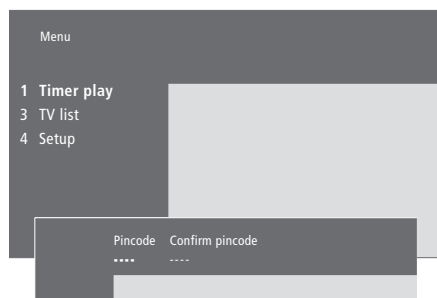 Menu
1 Timer play
3 TV list
4 Setup
Pincode Confirm pincode
---- ----